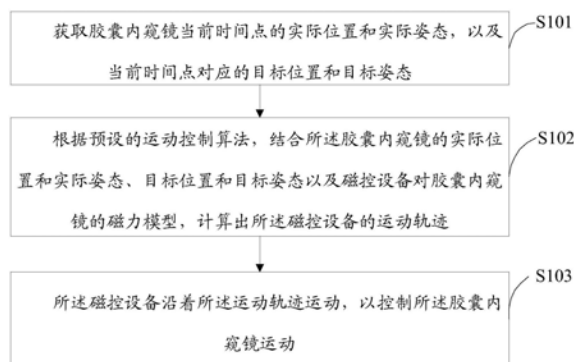 获取胶囊内窥镜当前时间点的实际位置和实际姿态，以及
当前时间点对应的目标位置和目标姿态
S101
根据预设的运动控制算法，结合所述胶囊内窥镜的实际位
置和实际姿态、目标位置和目标姿态以及磁控设备对胶囊内窥
镜的磁力模型，计算出所述磁控设备的运动轨迹
S102
所述磁控设备沿着所述运动轨迹运动，以控制所述胶囊内
窥镜运动
S103